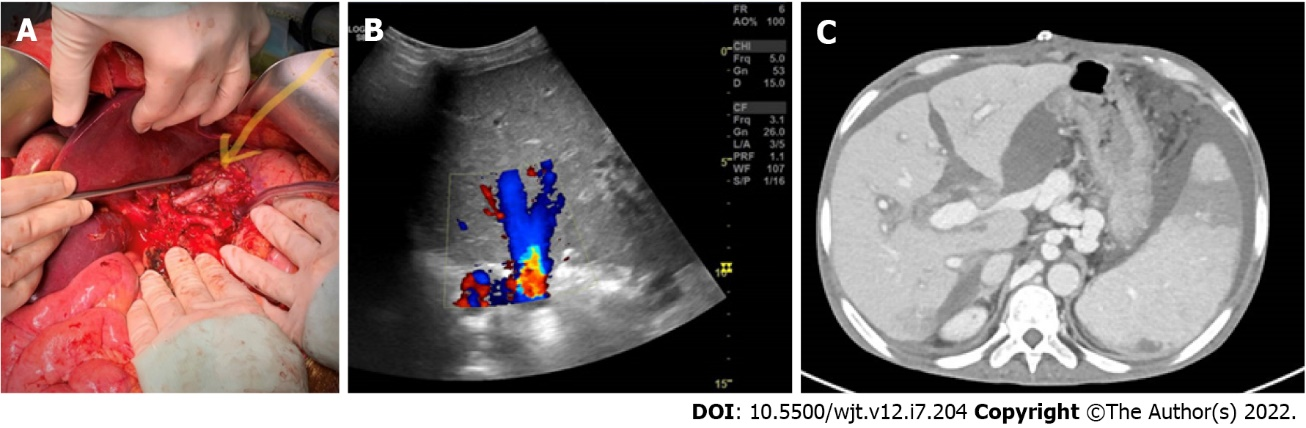 A
B
C
FR 6
AO% 100
CHI
Frq 5.0
Gn 53
D 15.0
CF
Frq 3.1
Gn 26.0
L/A 3/5
PRF 1.1
WF 107
S/P 1/16
0
5
10
15
DOI: 10.5500/wjt.v12.i7.204 Copyright ©The Author(s) 2022.